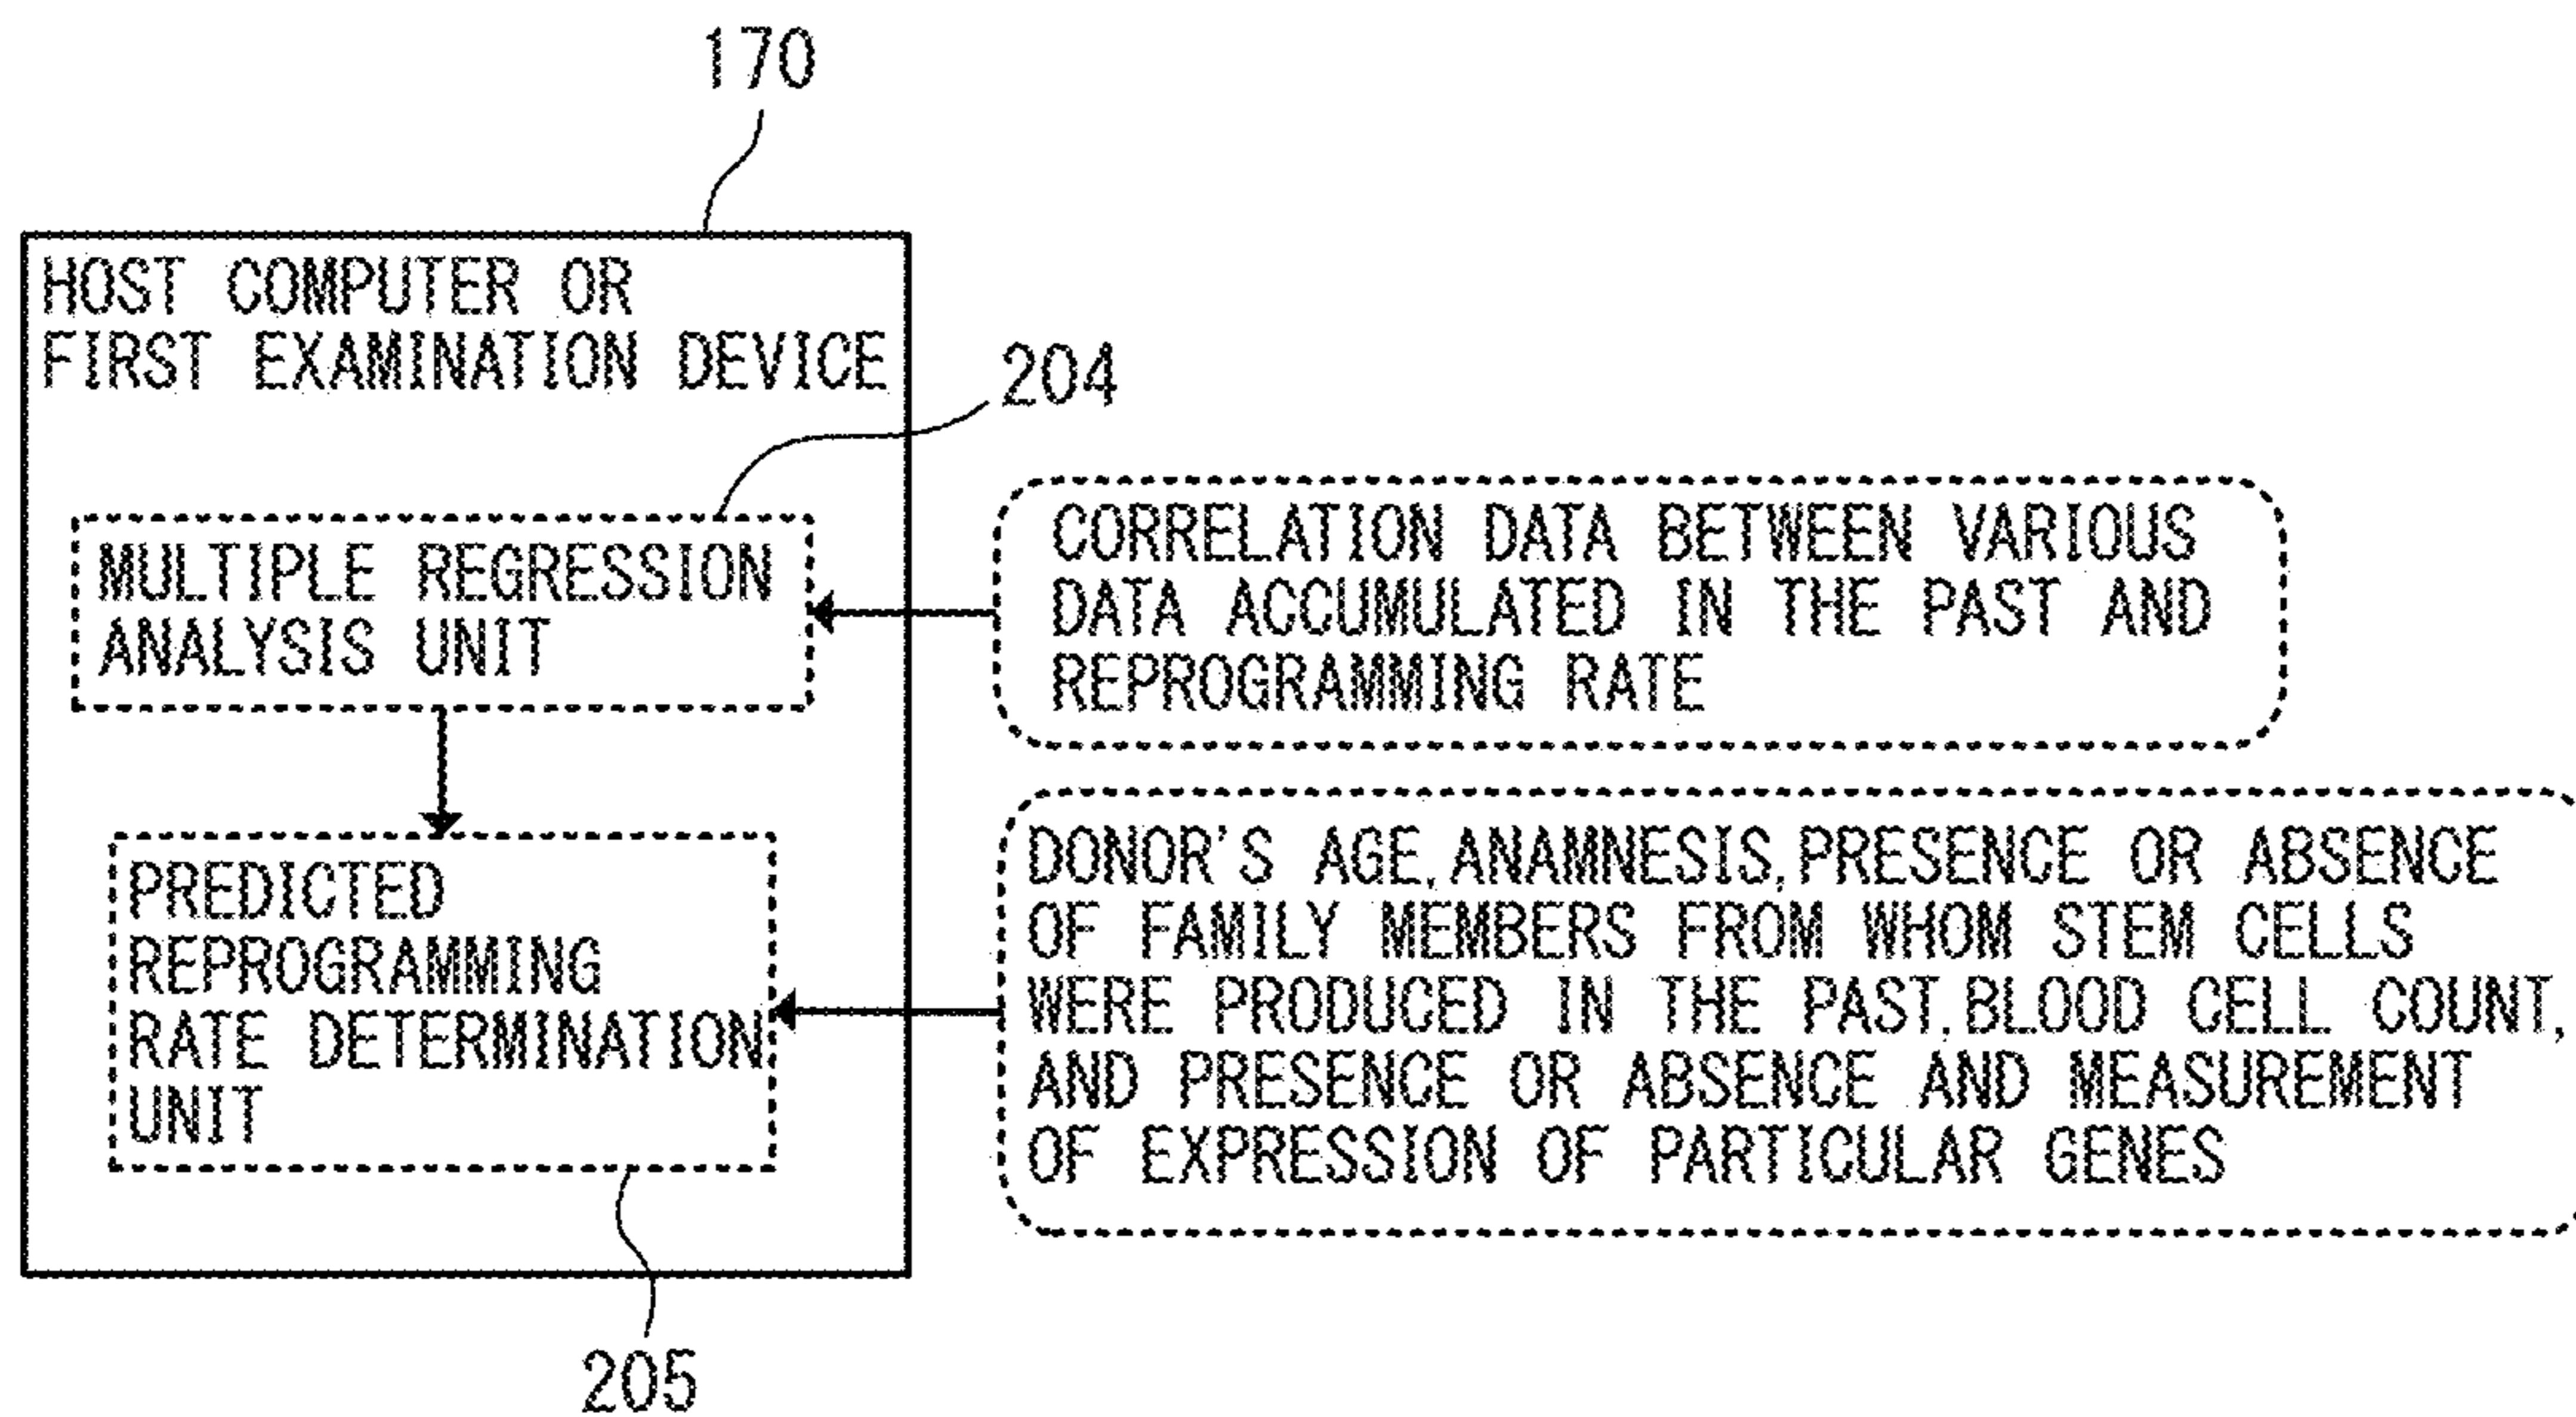 170
HOST COMPUTER OR
FIRST EXAMINATION DEVICE
204
MULTIPLE REGRESSION
ANALYSIS UNIT
CORRELATION DATA BETWEEN VARIOUS
DATA ACCUMULATED IN THE PAST AND
REPROGRAMMING RATE
PREDICTED
REPROGRAMMING
RATE DETERMINATION
UNIT
DONOR'S AGE, ANAMNESIS, PRESENCE OR ABSENCE
OF FAMILY MEMBERS FROM WHOM STEM CELLS
WERE PRODUCED IN THE PAST, BLOOD CELL COUNT,
AND PRESENCE OR ABSENCE AND MEASUREMENT
OF EXPRESSION OF PARTICULAR GENES
205